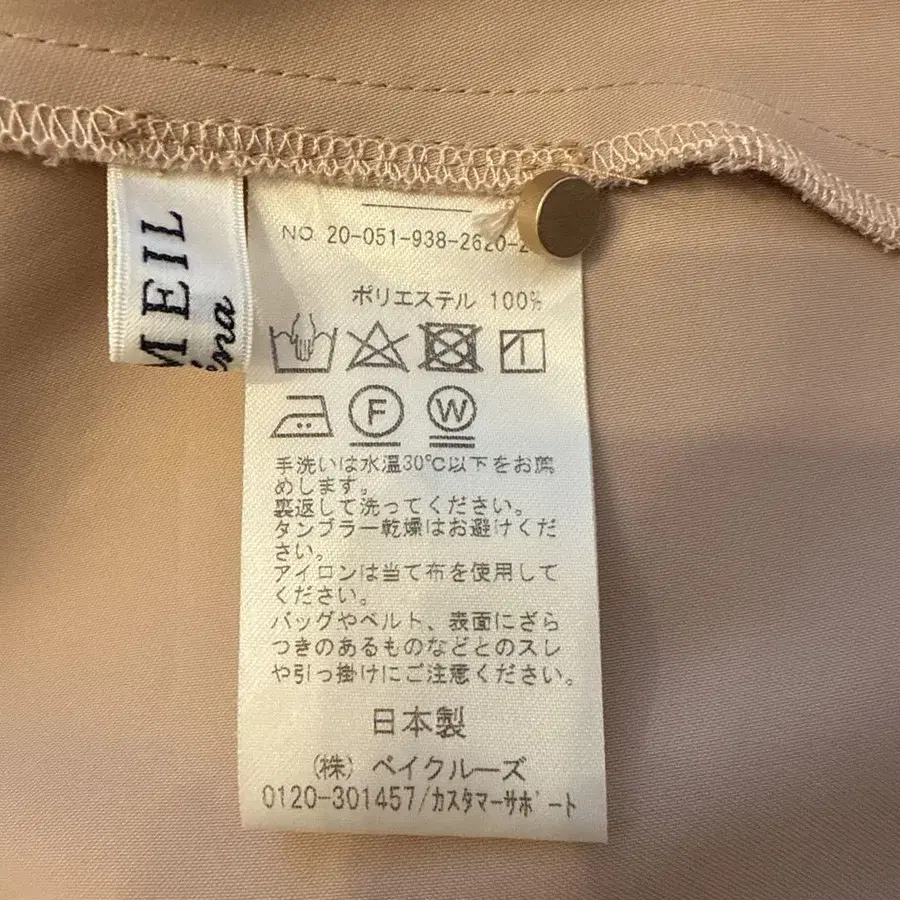 MEIL
NO 20-051-938-2620-2
ポリエステル 100%
F
W
手洗いは水温30℃以下をお薦
めします。
裏返して洗ってください。
タンブラー乾燥はお避けくだ
さい。
アイロンは当て布を使用して
ください。
バッグやベルト、表面にざら
つきのあるものなどとのスレ
や引っ掛けにご注意ください。
日本製
(株) ベイクルーズ
0120-301457/カスタマーサポート